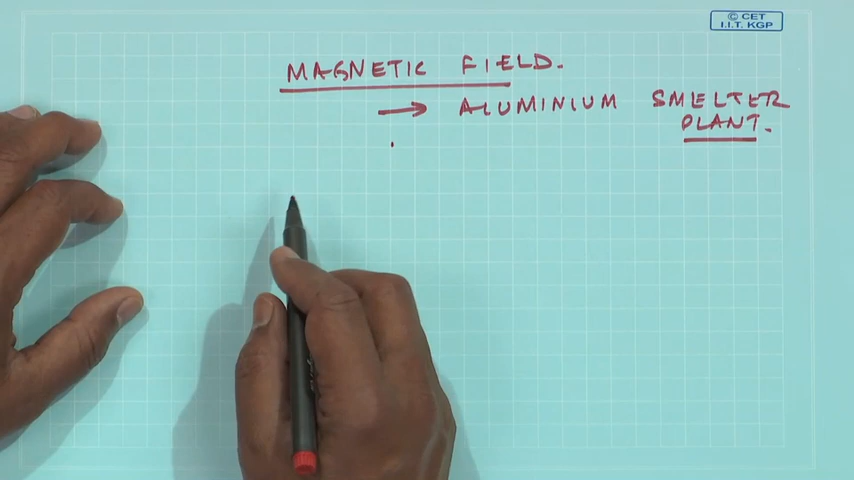 © CET
I.I.T. KGP
MAGNETIC FIELD.
→ ALUMINIUM SMELTER
PLANT.